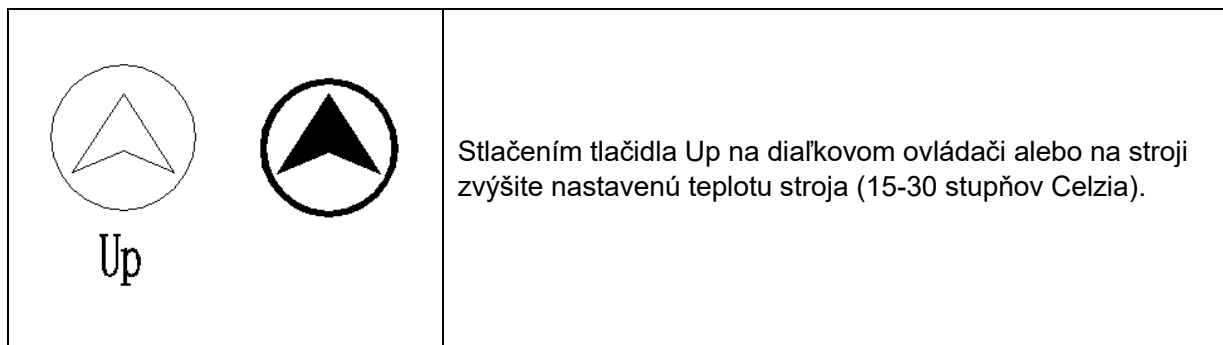 Up
Stlačením tlačidla Up na diaľkovom ovládači alebo na stroji
zvýšite nastavenú teplotu stroja (15-30 stupňov Celzia).